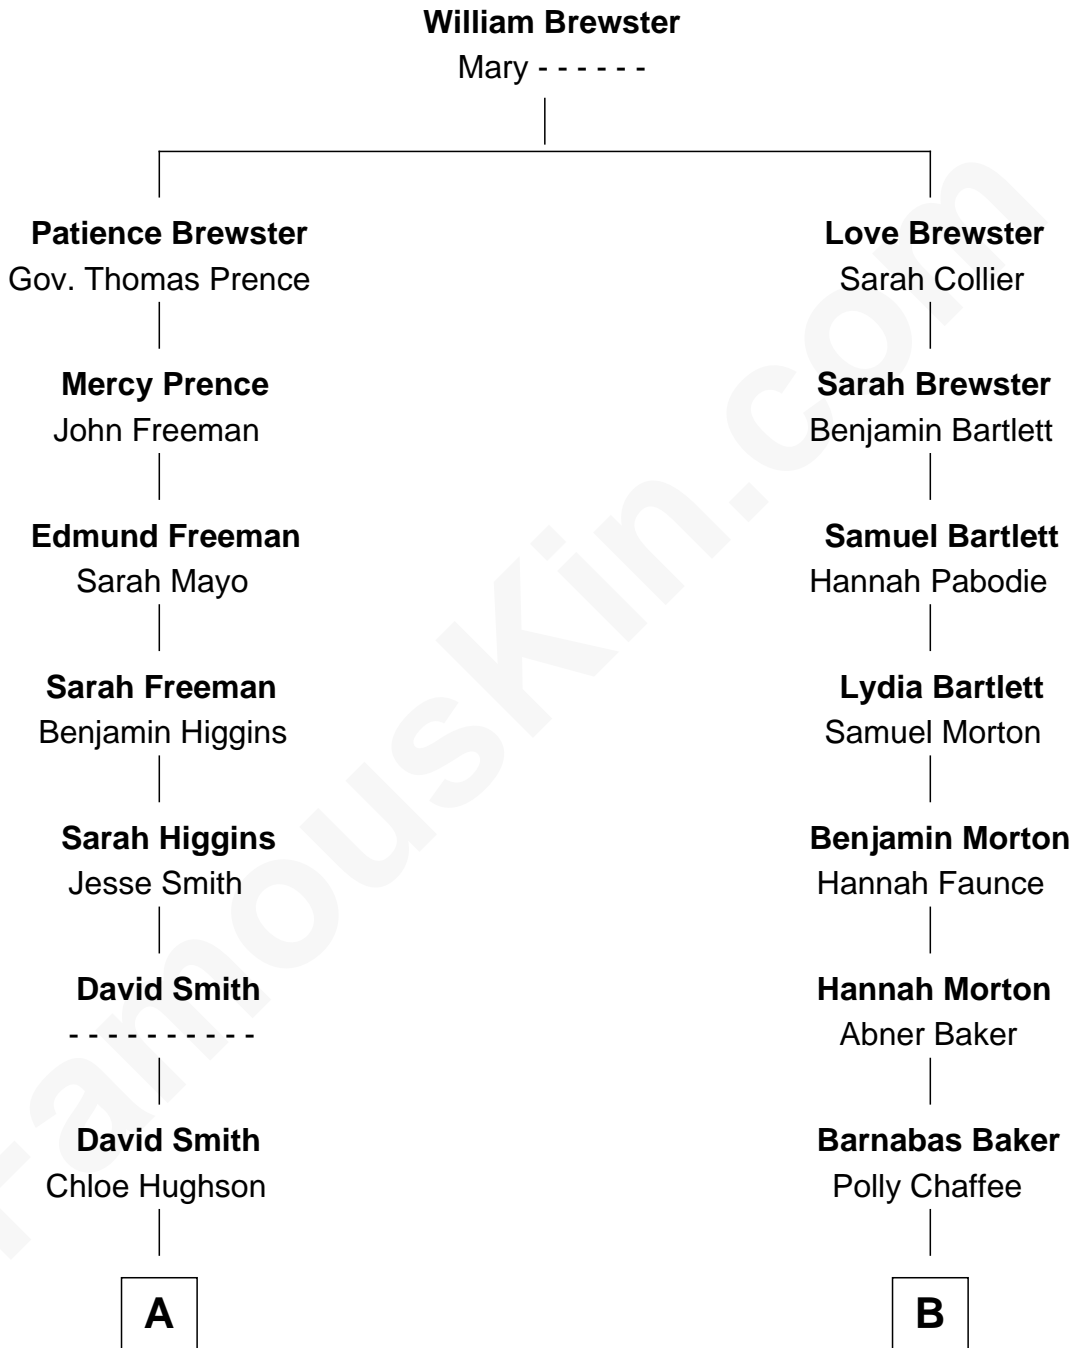 William Brewster
Mary - - - - - -
Patience Brewster
Gov. Thomas Prence
Love Brewster
Sarah Collier
Mercy Prence
John Freeman
Sarah Brewster
Benjamin Bartlett
Edmund Freeman
Sarah Mayo
Samuel Bartlett
Hannah Pabodie
Sarah Freeman
Benjamin Higgins
Lydia Bartlett
Samuel Morton
Sarah Higgins
Jesse Smith
Benjamin Morton
Hannah Faunce
David Smith
- - - - - - - - - -
Hannah Morton
Abner Baker
David Smith
Chloe Hughson
Barnabas Baker
Polly Chaffee
A
B
FamousKin.com